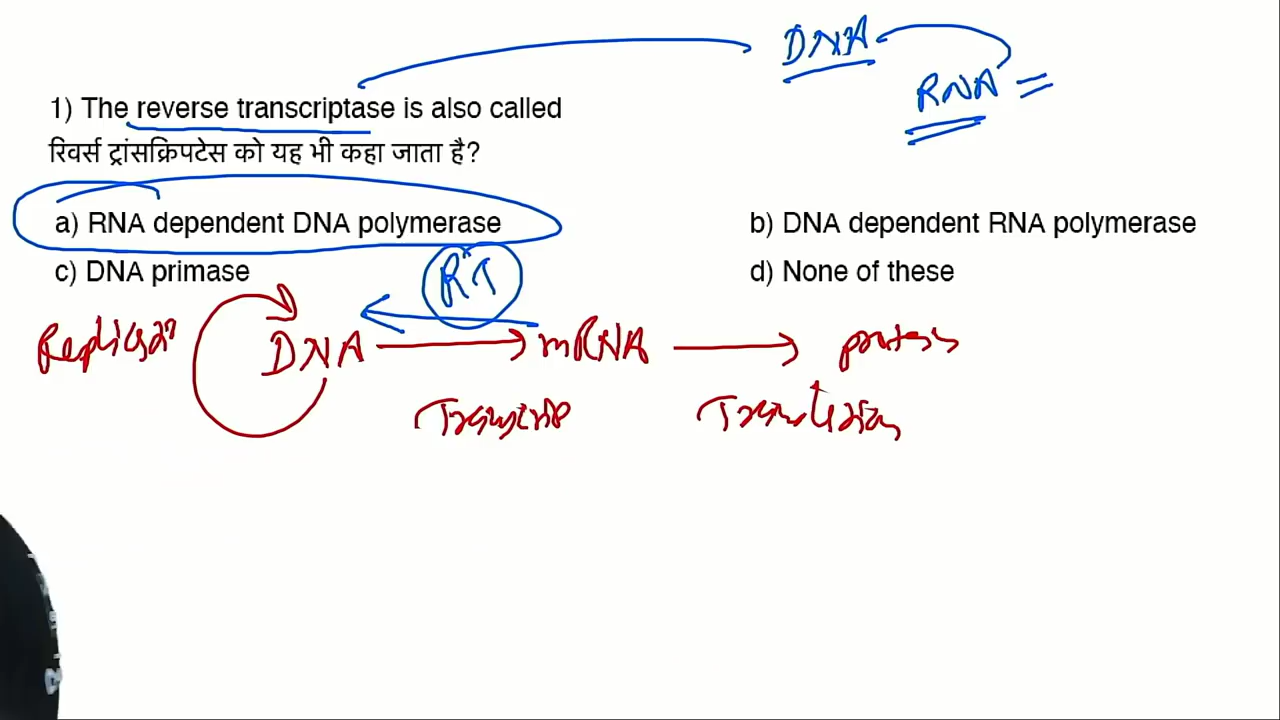 DNA
RNA =
1) The reverse transcriptase is also called
रिवर्स ट्रांसक्रिपटेस को यह भी कहा जाता है?
a) RNA dependent DNA polymerase
b) DNA dependent RNA polymerase
c) DNA primase
d) None of these
RT
DNA mRNA